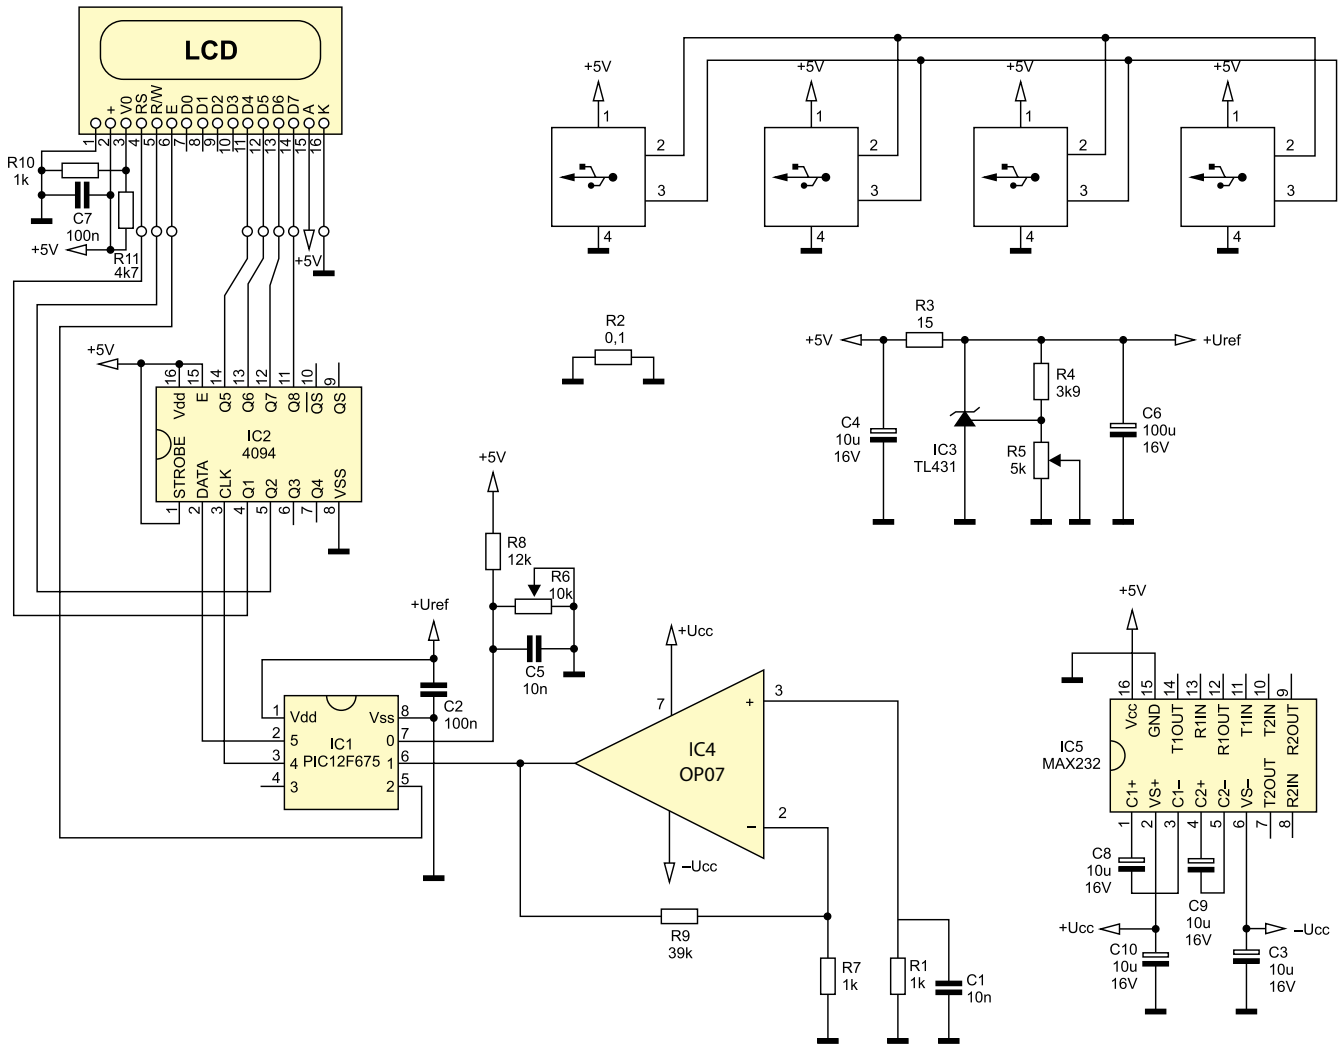 LCD
+
V0
RS
R/W
E
D0
D1
D2
D3
D4
D5
D6
D7
A
K
1
2
3
4
5
6
7
8
9
10
11
12
13
14
15
16
R10
1k
C7
100n
+5V
R11
4k7
+5V
+5V
1
2
3
4
+5V
1
2
3
4
+5V
1
2
3
4
+5V
1
2
3
4
R2
0,1
+5V
R3
15
+Uref
R4
3k9
C4
10u
16V
IC3
TL431
R5
5k
C6
100u
16V
+5V
16
15
14
13
12
11
10
9
Vdd
E
Q5
Q6
Q7
Q8
QS
QS
IC2
4094
STROBE
DATA
CLK
Q1
Q2
Q3
Q4
VSS
1
2
3
4
5
6
7
8
+5V
R8
12k
R6
10k
C5
10n
+Uref
C2
100n
1
2
3
4
Vdd
5
4
3
IC1
PIC12F675
Vss
0
1
2
8
7
6
5
+Ucc
7
3
+
IC4
OP07
2
–
4
–Ucc
R9
39k
R7
1k
R1
1k
C1
10n
+5V
16
15
14
13
12
11
10
9
Vcc
GND
T1OUT
R1IN
R1OUT
T1IN
T2IN
R2OUT
IC5
MAX232
C1+
VS+
C1–
C2+
C2–
VS–
T2OUT
R2IN
1
2
3
4
5
6
7
8
C8
10u
16V
C9
10u
16V
+Ucc
–Ucc
C10
10u
16V
C3
10u
16V